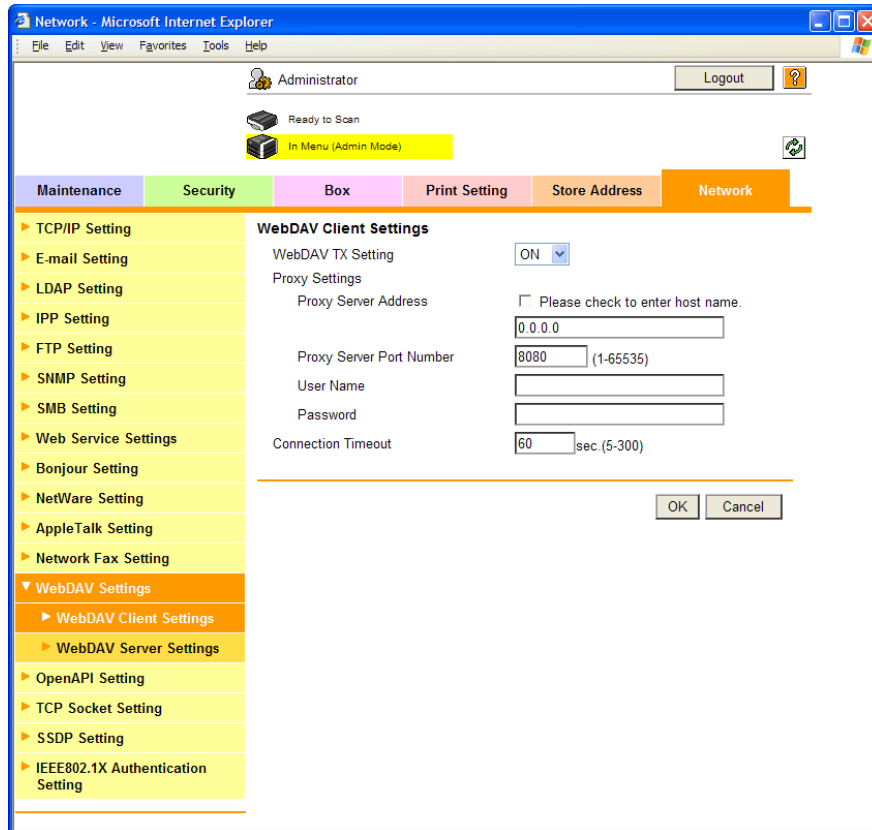 Network - Microsoft Internet Explorer
File Edit View Favorites Tools Help
Administrator
Logout
?
Ready to Scan
In Menu (Admin Mode)
Maintenance Security Box Print Setting Store Address Network
TCP/IP Setting
E-mail Setting
LDAP Setting
IPP Setting
FTP Setting
SNMP Setting
SMB Setting
Web Service Settings
Bonjour Setting
NetWare Setting
AppleTalk Setting
Network Fax Setting
WebDAV Settings
WebDAV Client Settings
WebDAV Server Settings
OpenAPI Setting
TCP Socket Setting
SSDP Setting
IEEE802.1X Authentication
Setting
WebDAV Client Settings
WebDAV TX Setting ON
Proxy Settings
Proxy Server Address Please check to enter host name.
0.0.0.0
Proxy Server Port Number 8080 (1-65535)
User Name
Password
Connection Timeout 60 sec.(5-300)
OK Cancel